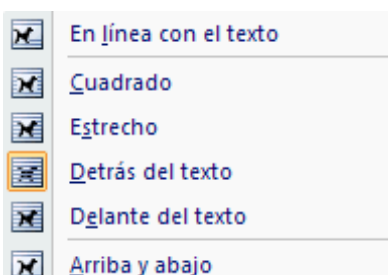 En línea con el texto
Cuadrado
Estrecho
Detrás del texto
Delante del texto
Arriba y abajo